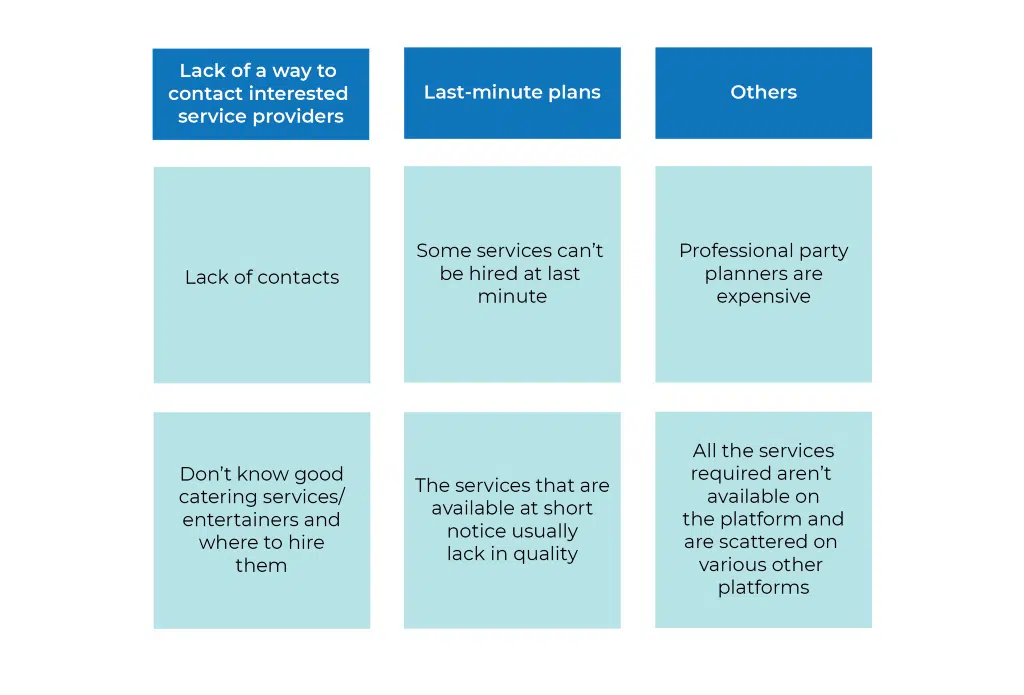 Lack of a way to
contact interested
service providers
Last-minute plans
Others
Lack of contacts
Some services can't
be hired at last
minute
Professional party
planners are
expensive
Don't know good
catering services/
entertainers and
where to hire
them
The services that are
available at short
notice usually
lack in quality
All the services
required aren't
available on
the platform and
are scattered on
various other
platforms